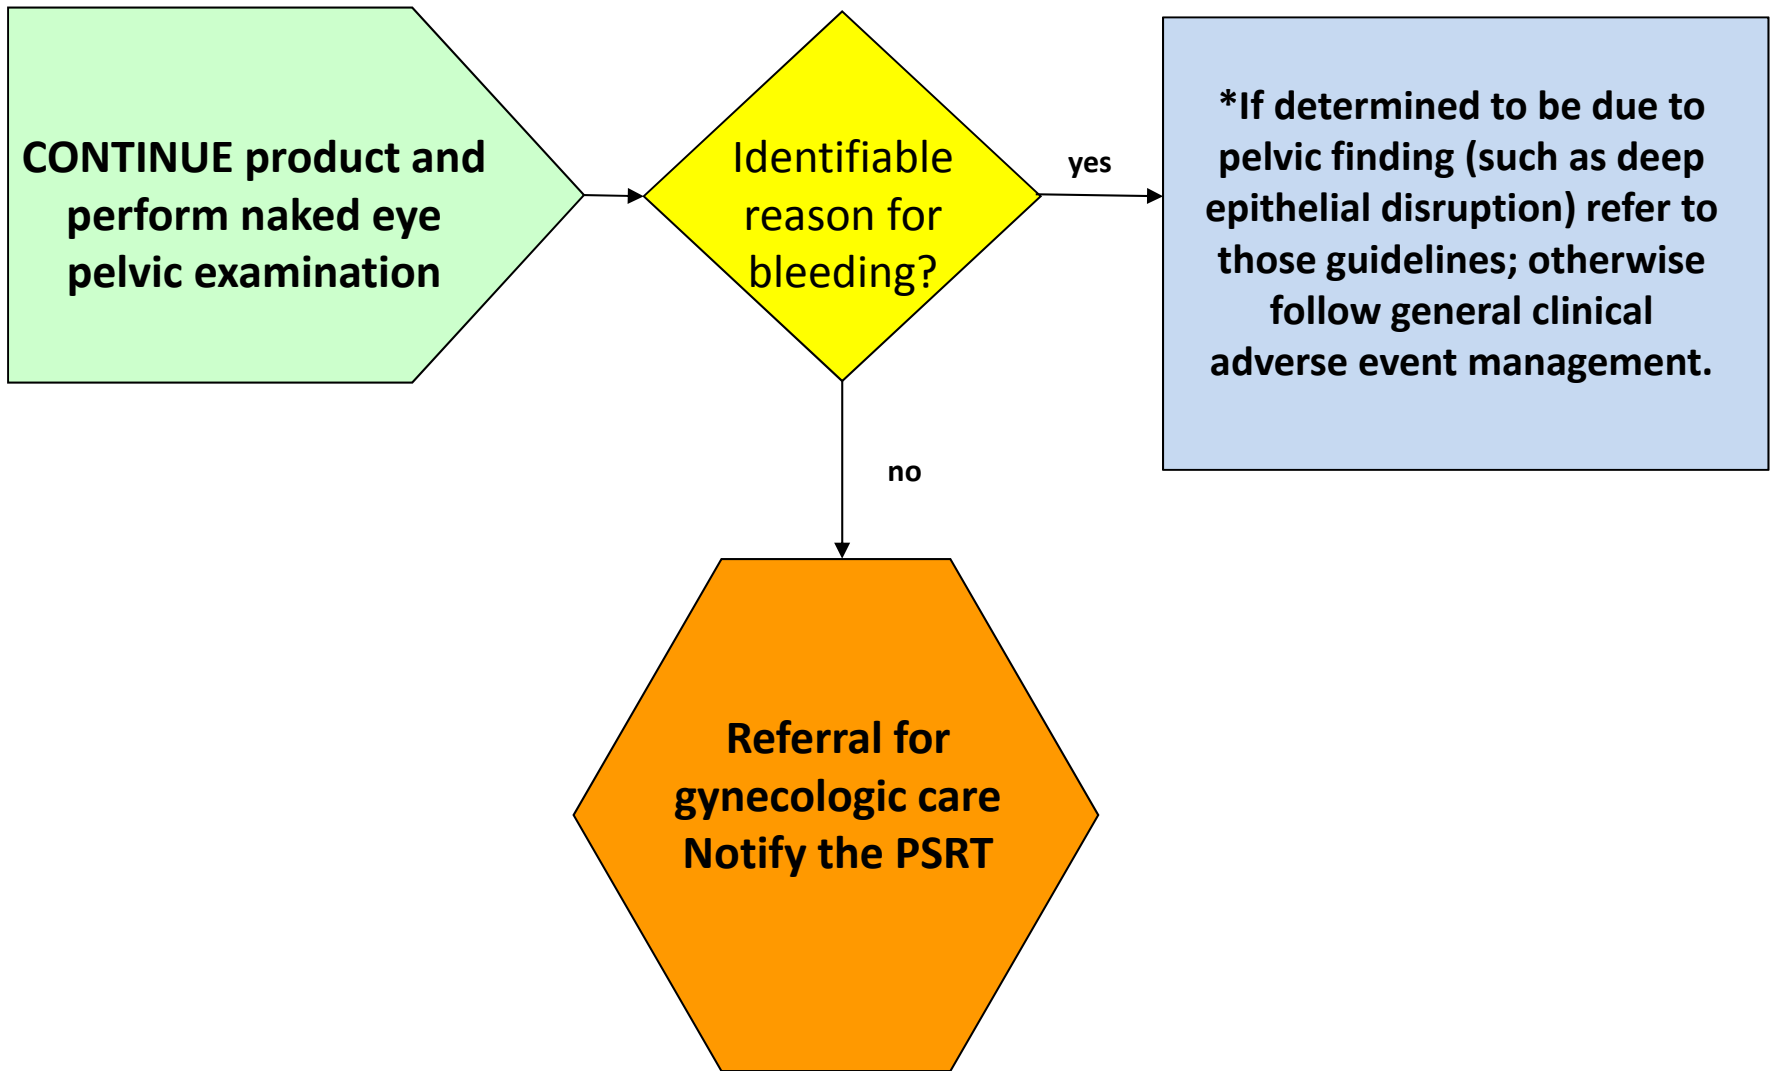 CONTINUE product and
perform naked eye
pelvic examination
Identifiable
reason for
bleeding?
yes
*If determined to be due to
pelvic finding (such as deep
epithelial disruption) refer to
those guidelines; otherwise
follow general clinical
adverse event management.
no
Referral for
gynecologic care
Notify the PSRT